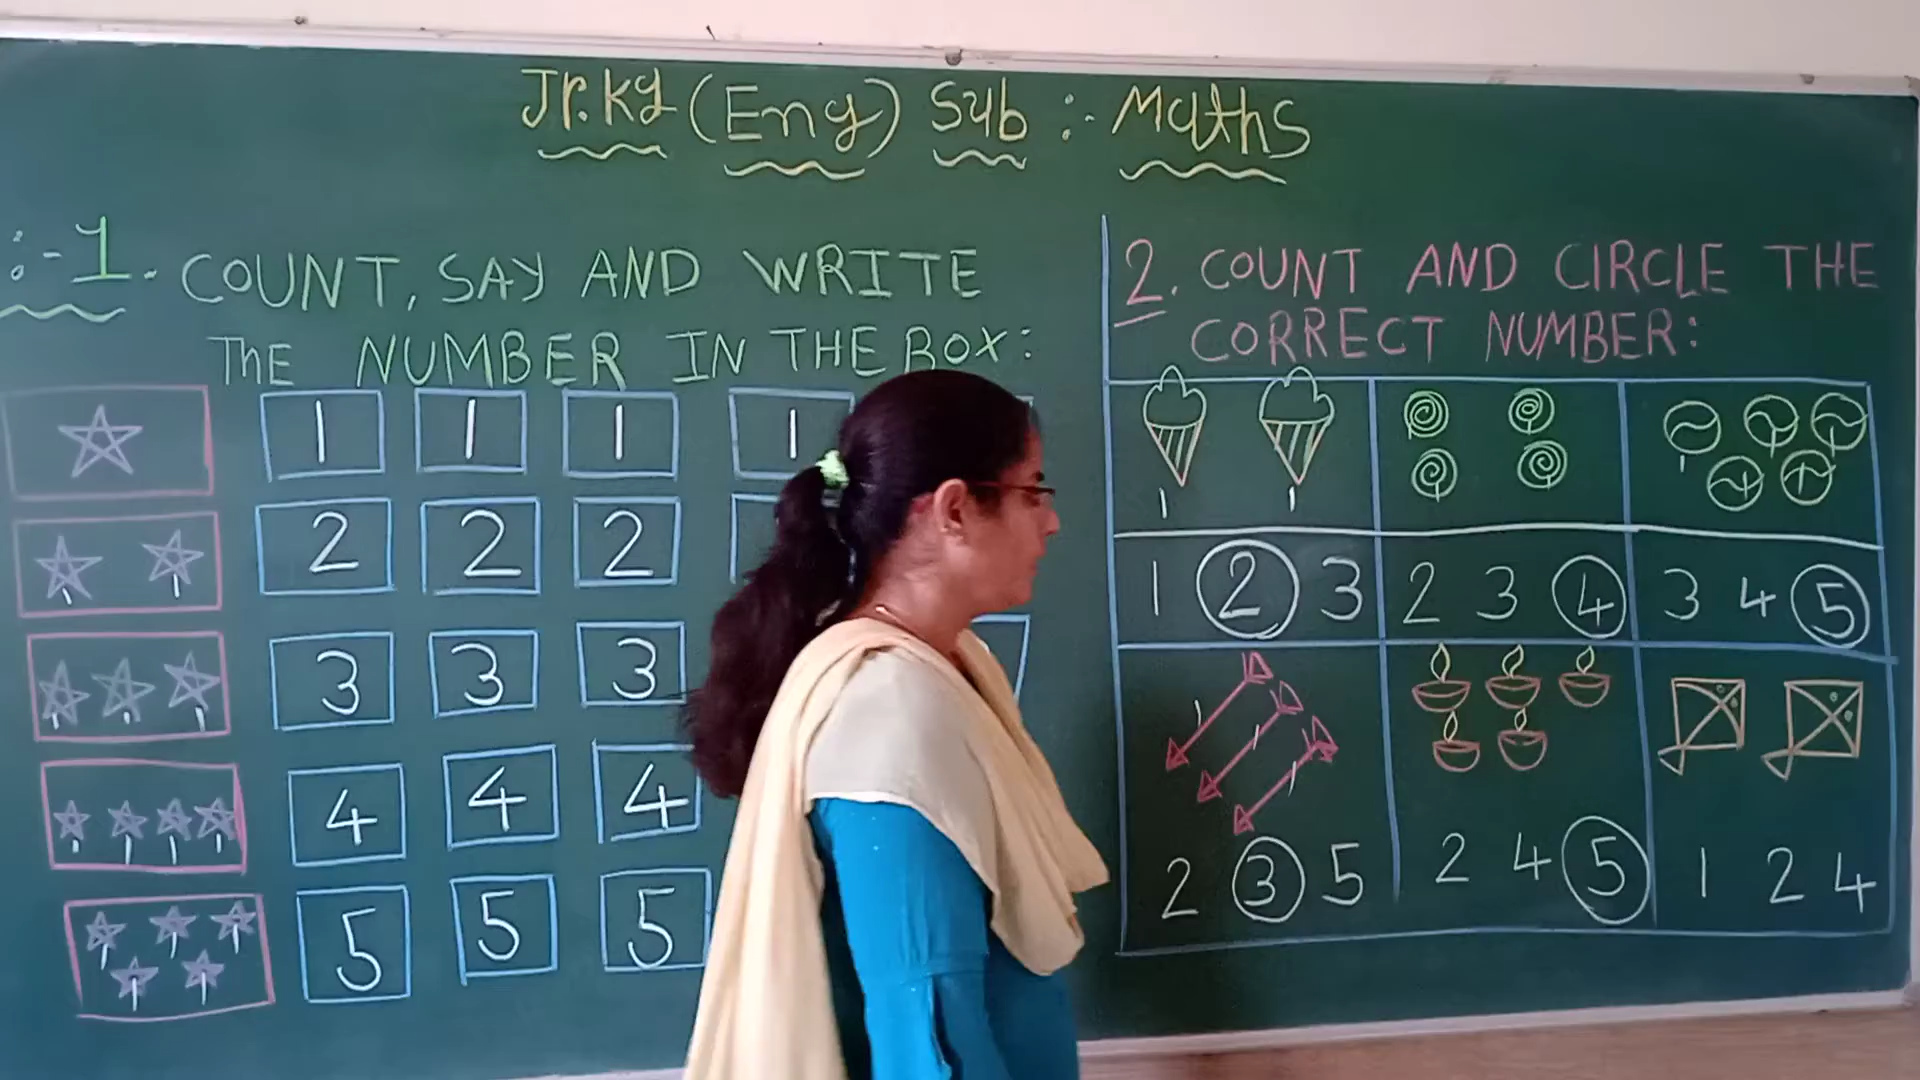 Jr.kg (Eng) Sub :- Maths
:-1. COUNT, SAY AND WRITE
THE NUMBER IN THE BOX:
1 1 1 1
2 2 2
3 3 3
4 4 4
5 5 5
2. COUNT AND CIRCLE THE
CORRECT NUMBER:
1 2 3 2 3 4 3 4 5
2 3 5 2 4 5 1 2 4